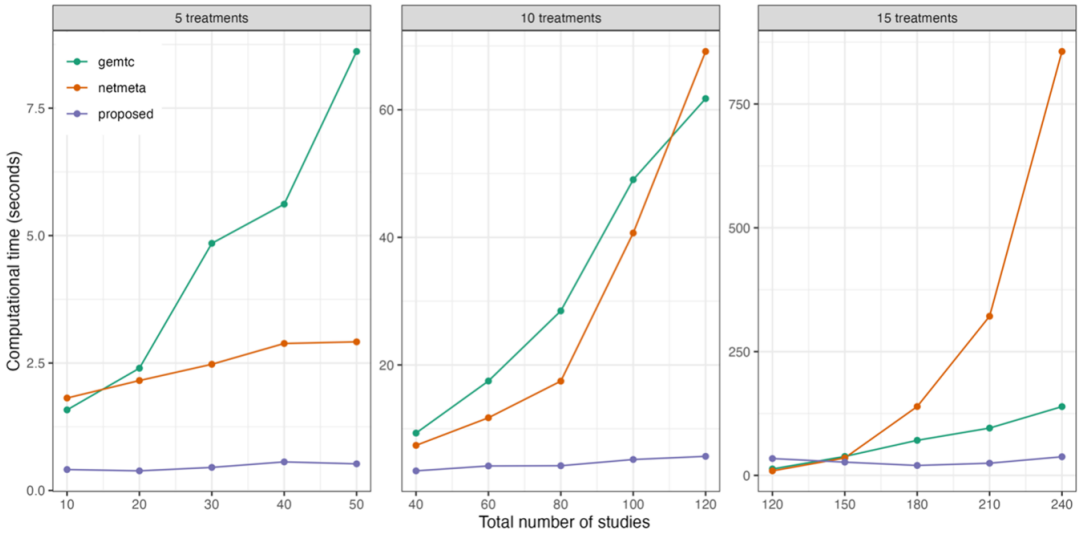 5 treatments
10 treatments
15 treatments
gemtc
netmeta
proposed
Computational time (seconds)
7.5
5.0
2.5
0.0
10 20 30 40 50
60
40
20
40 60 80 100 120
750
500
250
0
120 150 180 210 240
Total number of studies